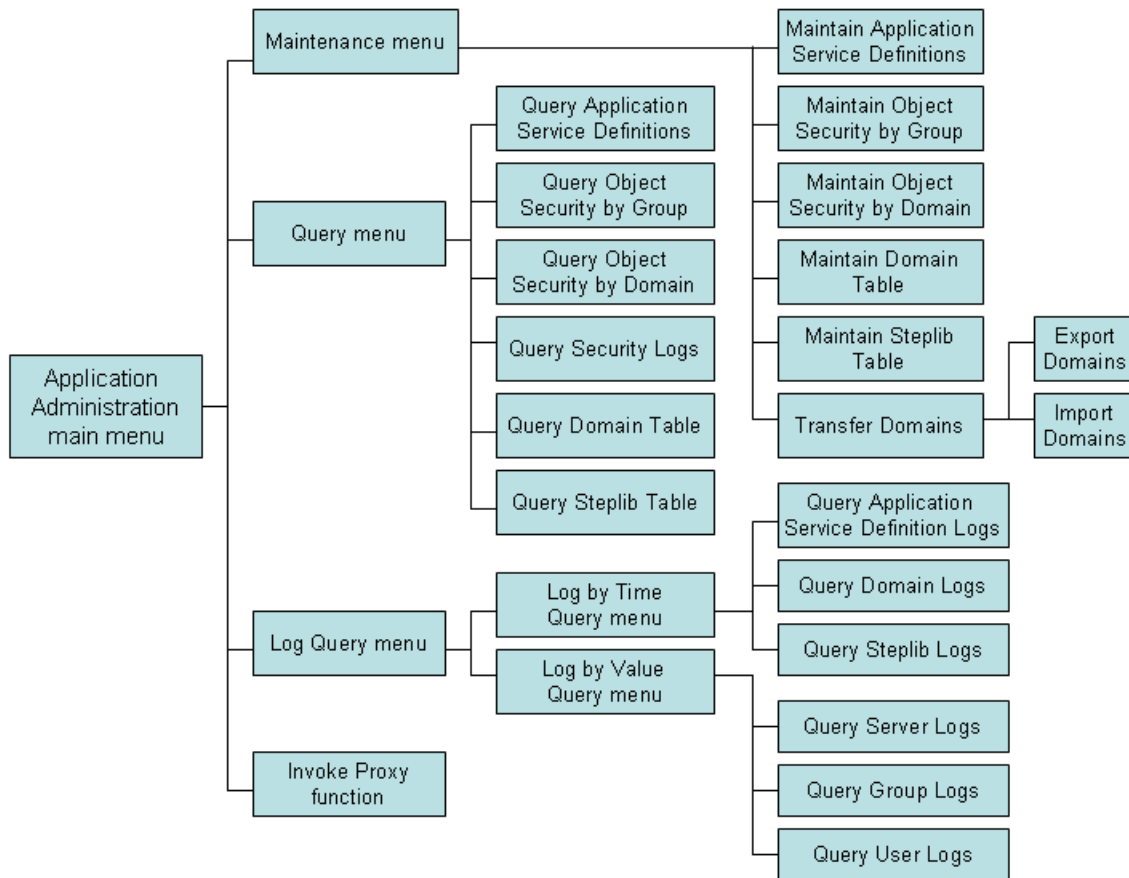 Application
Administration
main menu
Maintenance menu
Maintain Application
Service Definitions
Maintain Object
Security by Group
Maintain Object
Security by Domain
Maintain Domain
Table
Maintain Steplib
Table
Transfer Domains
Export
Domains
Import
Domains
Query menu
Query Application
Service Definitions
Query Object
Security by Group
Query Object
Security by Domain
Query Security Logs
Query Domain Table
Query Steplib Table
Log Query menu
Log by Time
Query menu
Query Application
Service Definition Logs
Query Domain Logs
Query Steplib Logs
Log by Value
Query menu
Query Server Logs
Query Group Logs
Query User Logs
Invoke Proxy
function